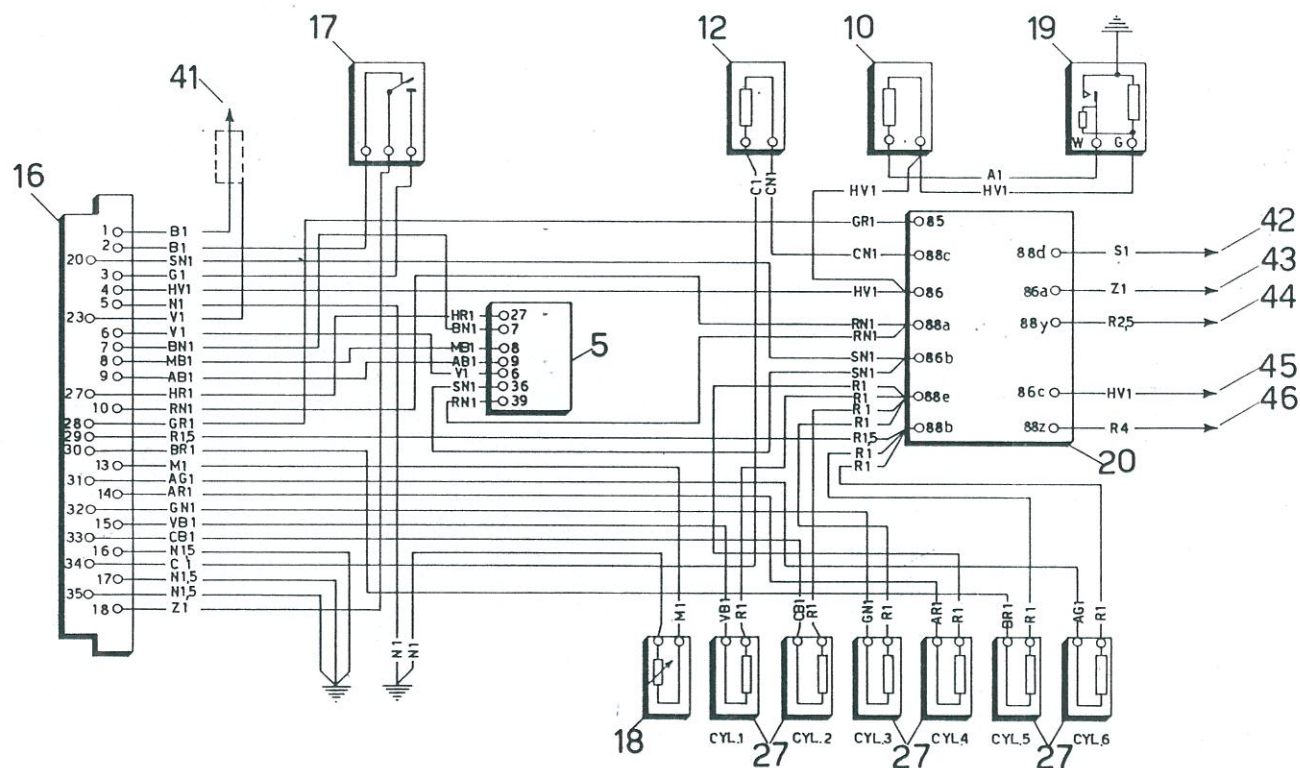 17
12
10
19
41
16
W G
A1
HV1
HV1
C1
CN1
1 B1
2 B1
20 SN1
3 G1
4 HV1
5 N1
23 V1
6 V1
7 BN1
8 MB1
9 AB1
27 HR1
10 RN1
28 GR1
29 R1,5
30 BR1
13 M1
31 AG1
14 AR1
32 GN1
15 VB1
33 CB1
16 N1,5
34 C1
17 N1,5
35 N1,5
18 Z1
HR1 27
BN1 7
MB1 8
AB1 9
V1 6
SN1 36
RN1 39
5
GR1 85
CN1 88c
HV1 86
RN1 88a
RN1
SN1 86b
SN1
R1
R1 88e
R1
R1
R1,5 88b
R1
R1
88d S1 42
86a Z1 43
88y R2,5 44
86c HV1 45
88z R4 46
20
N1
N1
M1
VB1
R1
CB1
R1
GN1
R1
AR1
R1
BR1
R1
AG1
R1
18
CYL.1
27
CYL.2
CYL.3
27
CYL.4
CYL.5
27
CYL.6